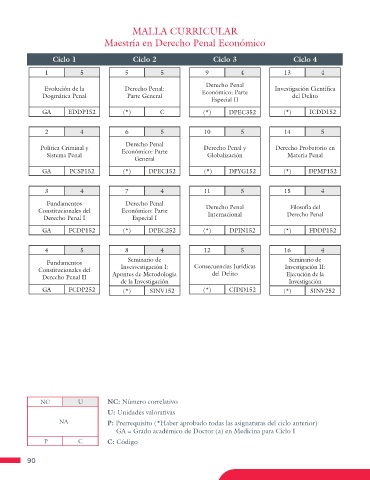 MALLA CURRICULAR
Maestría en Derecho Penal Económico
Ciclo 1 Ciclo 2 Ciclo 3 Ciclo 4
1 5 5 5 9 4 13 4
Evolución de la
Dogmática Penal
Derecho Penal:
Parte General
Derecho Penal
Económico: Parte
Especial II
Investigación Científica
del Delito
GA EDDP152 (*) C (*) DPEC352 (*) ICDD152
2 4 6 5 10 5 14 5
Política Criminal y
Sistema Penal
Derecho Penal
Económico: Parte
General
Derecho Penal y
Globalización
Derecho Probatorio en
Materia Penal
GA PCSP152 (*) DPEC152 (*) DPYG152 (*) DPMP152
3 4 7 4 11 5 15 4
Fundamentos
Constitucionales del
Derecho Penal I
Derecho Penal
Económico: Parte
Especial I
Derecho Penal
Internacional
Filosofía del
Derecho Penal
GA FCDP152 (*) DPEC252 (*) DPIN152 (*) FDDP152
4 5 8 4 12 5 16 4
Fundamentos
Constitucionales del
Derecho Penal II
Seminario de
Investigación I:
Apuntes de Metodología
de la Investigación
Consecuencias Jurídicas
del Delito
Seminario de
Investigación II:
Ejecución de la
Investigación
GA FCDP252 (*) SINV152 (*) CJDD152 (*) SINV252
NC U
NA
P C
NC: Número correlativo
U: Unidades valorativas
P: Prerrequisito (*Haber aprobado todas las asignaturas del ciclo anterior)
GA = Grado académico de Doctor (a) en Medicina para Ciclo I
C: Código
90